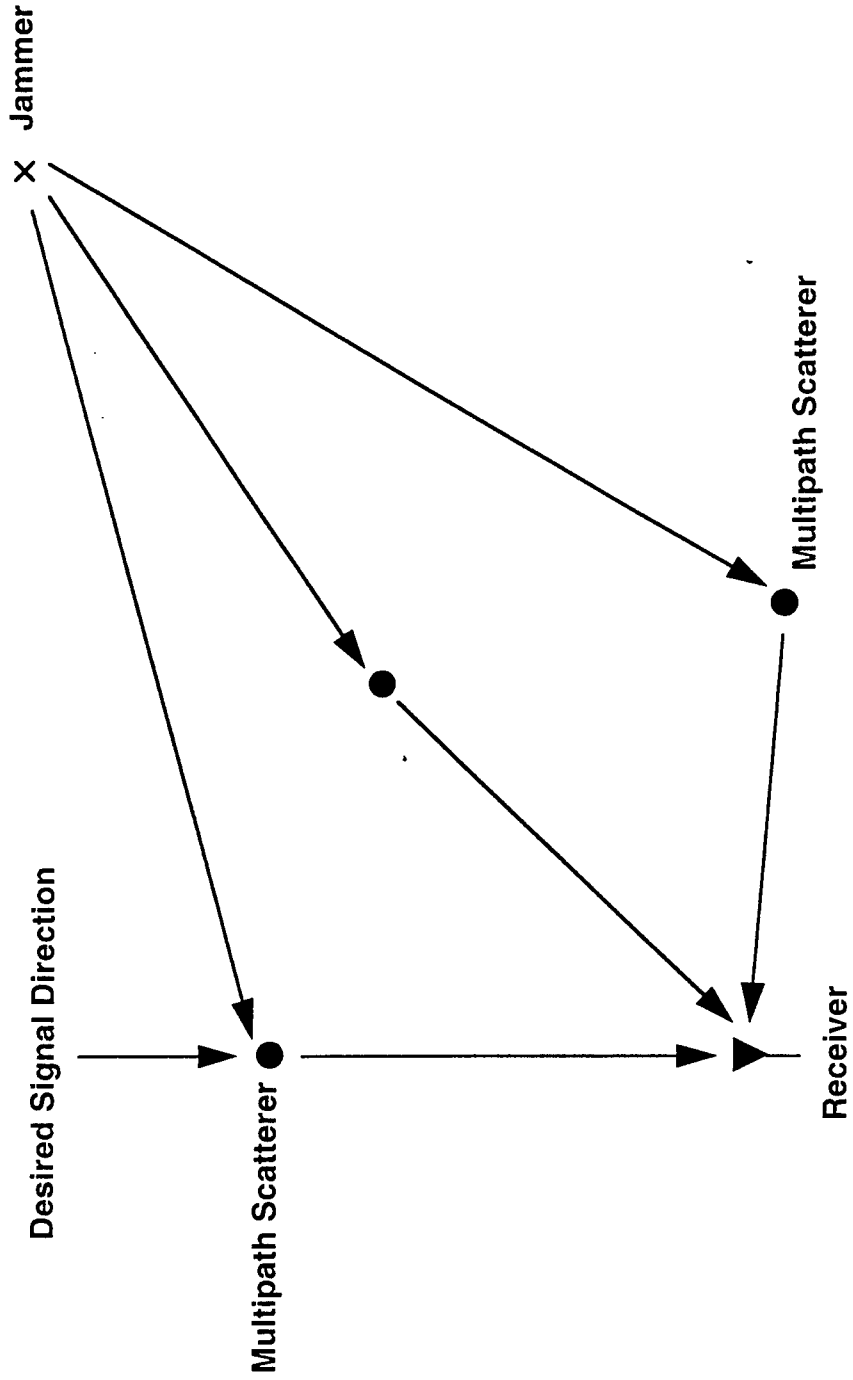 Jammer
Desired Signal Direction
Multipath Scatterer
Multipath Scatterer
Receiver